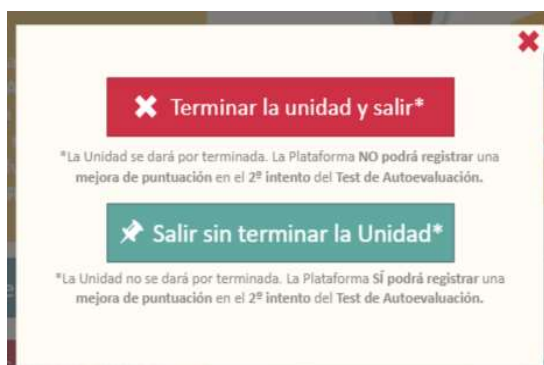 Terminar la unidad y salir*
*La Unidad se dará por terminada. La Plataforma NO podrá registrar una
mejora de puntuación en el 2º intento del Test de Autoevaluación.
Salir sin terminar la Unidad*
*La Unidad no se dará por terminada. La Plataforma SÍ podrá registrar una
mejora de puntuación en el 2º intento del Test de Autoevaluación.